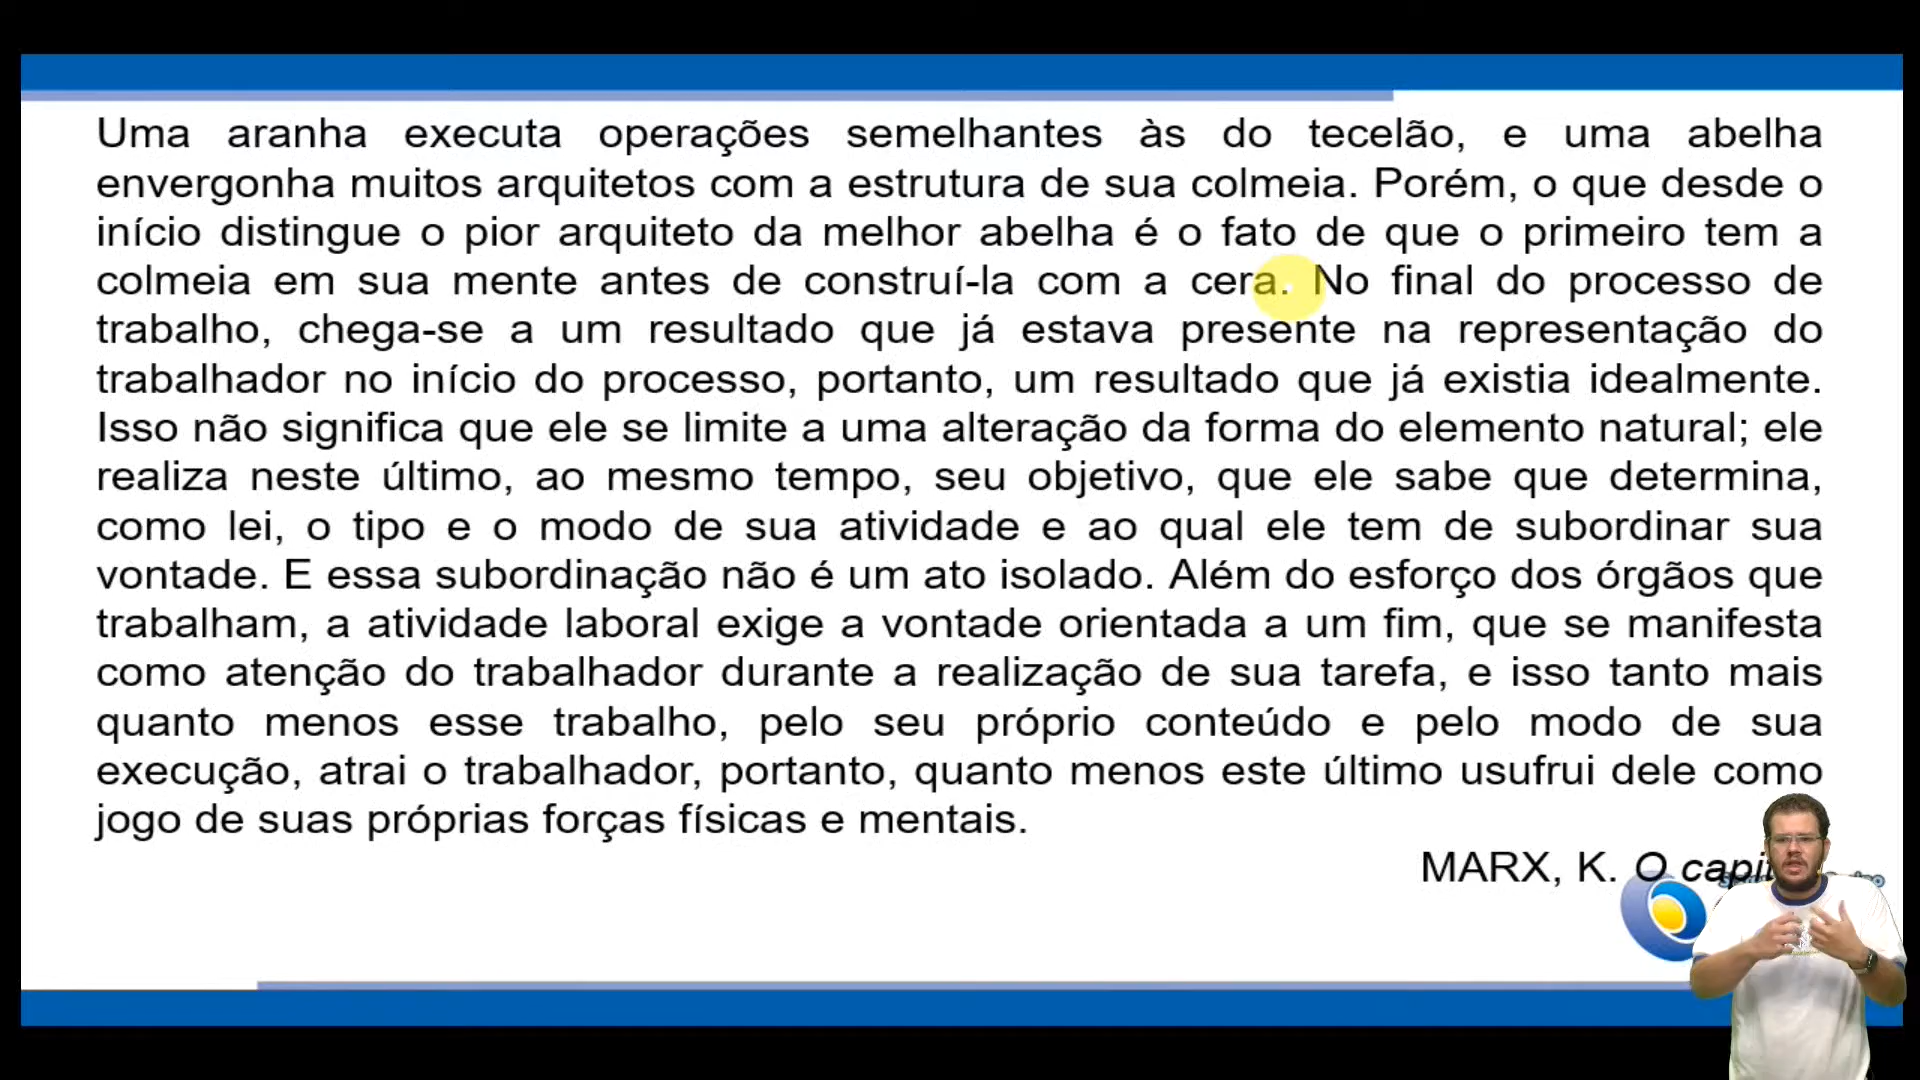 Uma aranha executa operações semelhantes às do tecelão, e uma abelha
envergonha muitos arquitetos com a estrutura de sua colmeia. Porém, o que desde o
início distingue o pior arquiteto da melhor abelha é o fato de que o primeiro tem a
colmeia em sua mente antes de construí-la com a cera. No final do processo de
trabalho, chega-se a um resultado que já estava presente na representação do
trabalhador no início do processo, portanto, um resultado que já existia idealmente.
Isso não significa que ele se limite a uma alteração da forma do elemento natural; ele
realiza neste último, ao mesmo tempo, seu objetivo, que ele sabe que determina,
como lei, o tipo e o modo de sua atividade e ao qual ele tem de subordinar sua
vontade. E essa subordinação não é um ato isolado. Além do esforço dos órgãos que
trabalham, a atividade laboral exige a vontade orientada a um fim, que se manifesta
como atenção do trabalhador durante a realização de sua tarefa, e isso tanto mais
quanto menos esse trabalho, pelo seu próprio conteúdo e pelo modo de sua
execução, atrai o trabalhador, portanto, quanto menos este último usufrui dele como
jogo de suas próprias forças físicas e mentais.
MARX, K. O